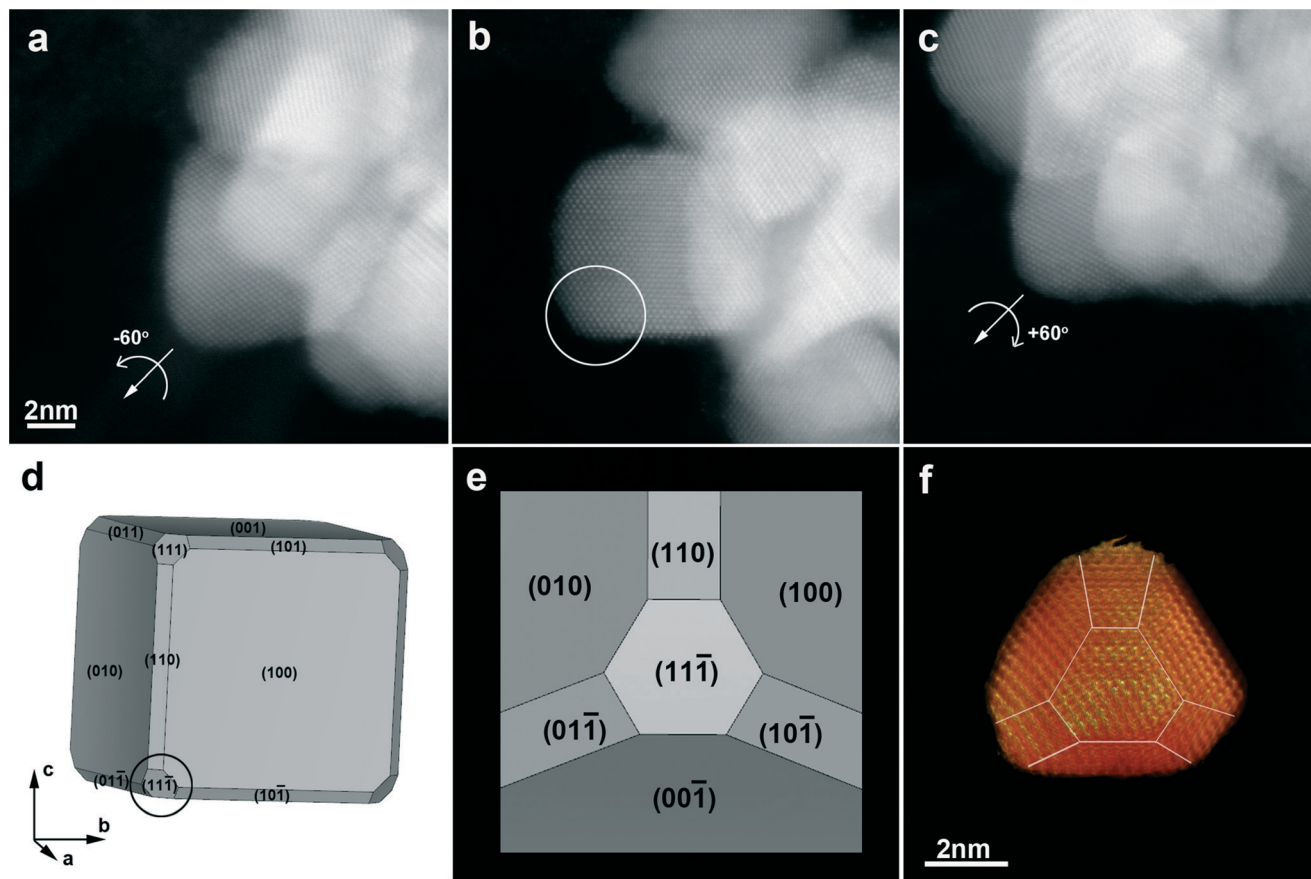 a
b
c
-60°
+60°
2nm
d
(011)
(001)
(111)
(101)
(010)
(110)
(100)
(011̅)
(111̅)
(101̅)
c
b
a
e
(110)
(010)
(100)
(111̅)
(011̅)
(101̅)
(001̅)
f
2nm